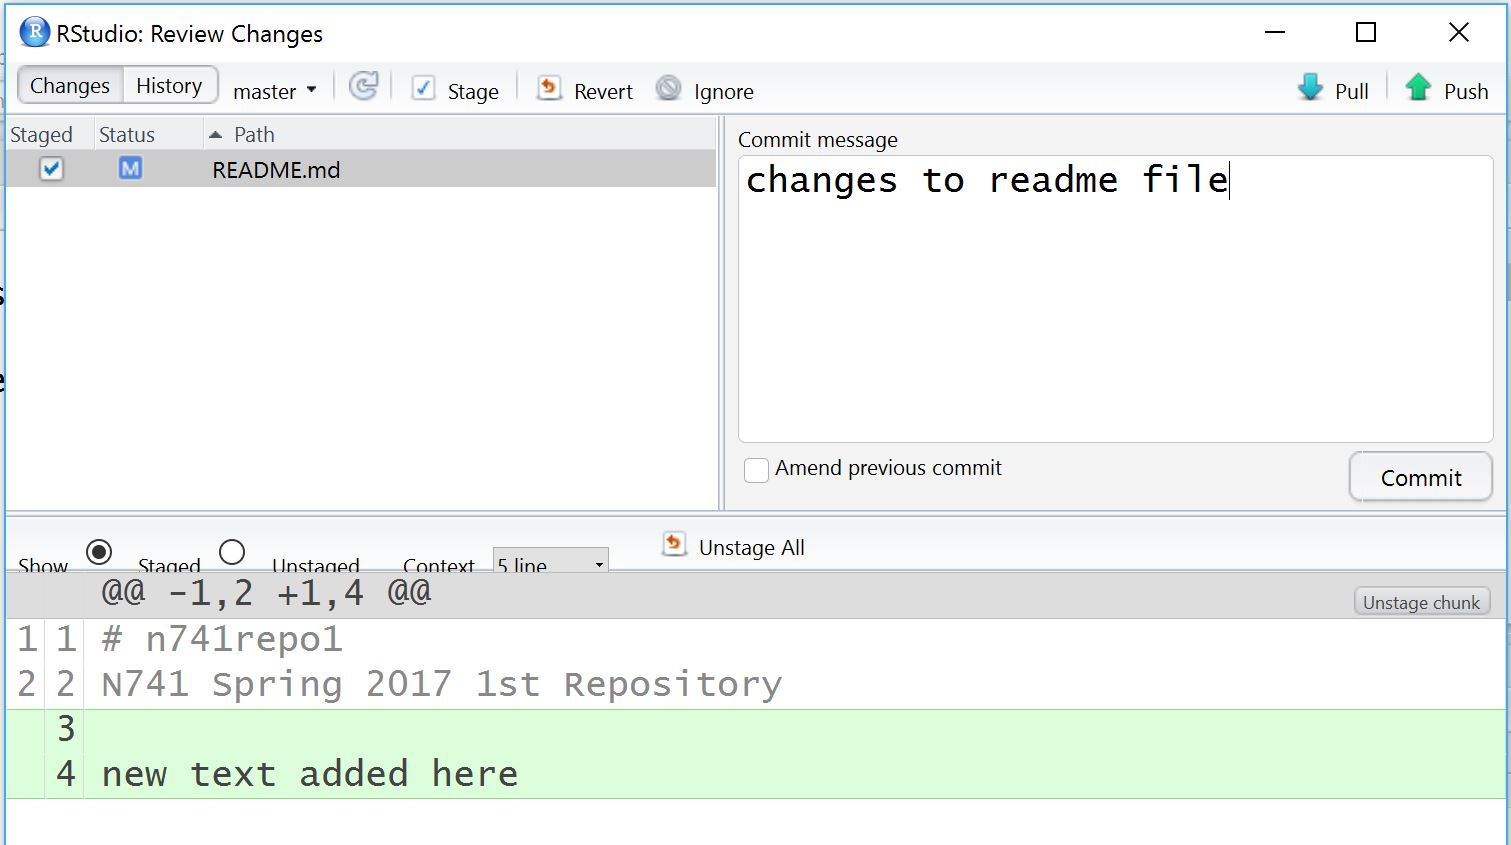 RStudio: Review Changes
Changes History master Stage Revert Ignore Pull Push
Staged Status Path
M README.md
Commit message
changes to readme file
Amend previous commit
Commit
Show Staged Unstaged Context 5 line Unstage All
@@ -1,2 +1,4 @@ Unstage chunk
1 1 # n741repo1
2 2 N741 Spring 2017 1st Repository
3
4 new text added here